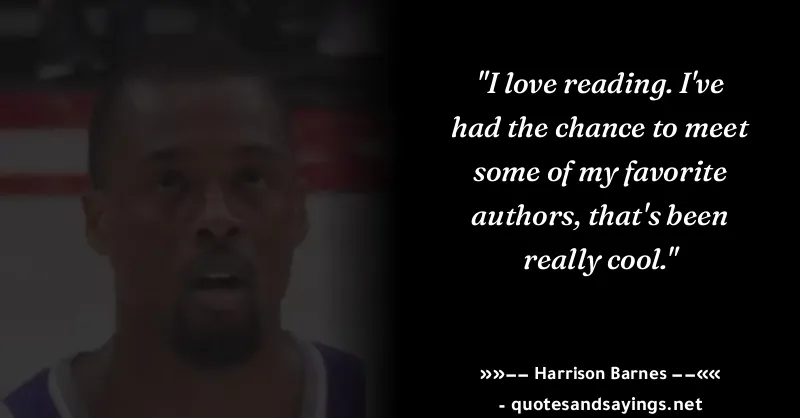 "I love reading. I've
had the chance to meet
some of my favorite
authors, that's been
really cool."
»»−− Harrison Barnes −−««
- quotesandsayings.net